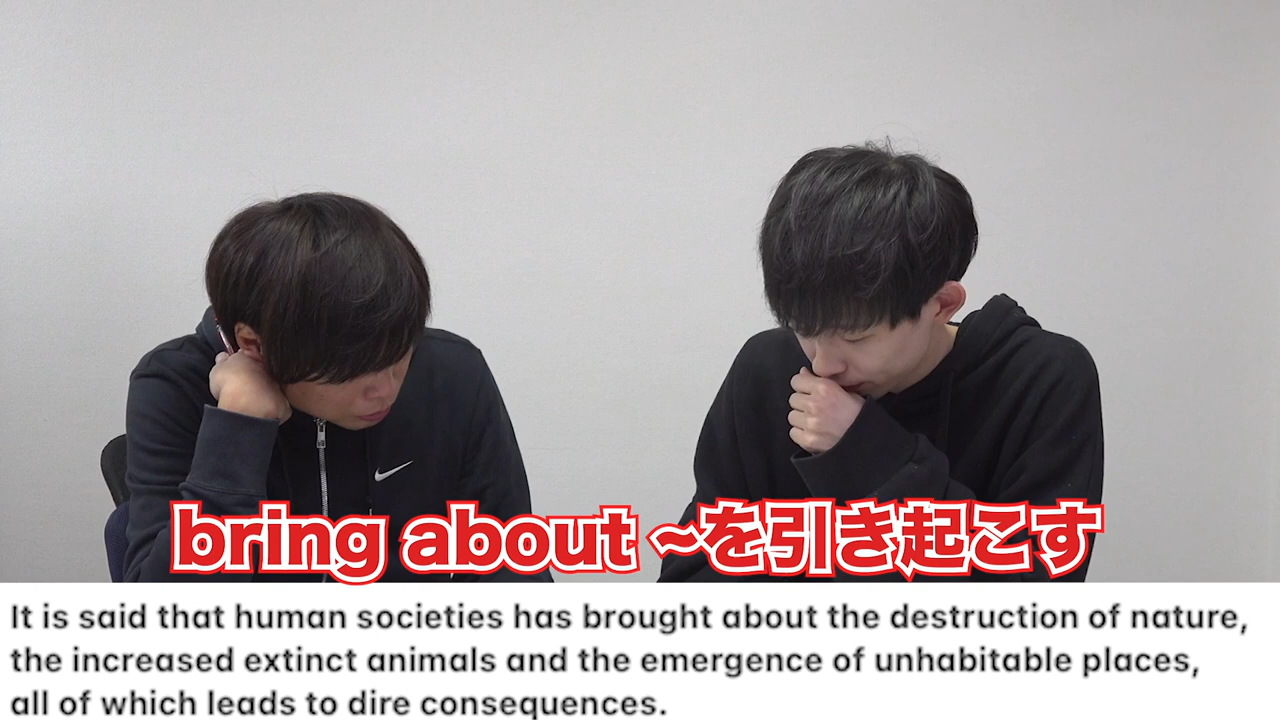 bring about ~を引き起こす
It is said that human societies has brought about the destruction of nature,
the increased extinct animals and the emergence of unhabitable places,
all of which leads to dire consequences.